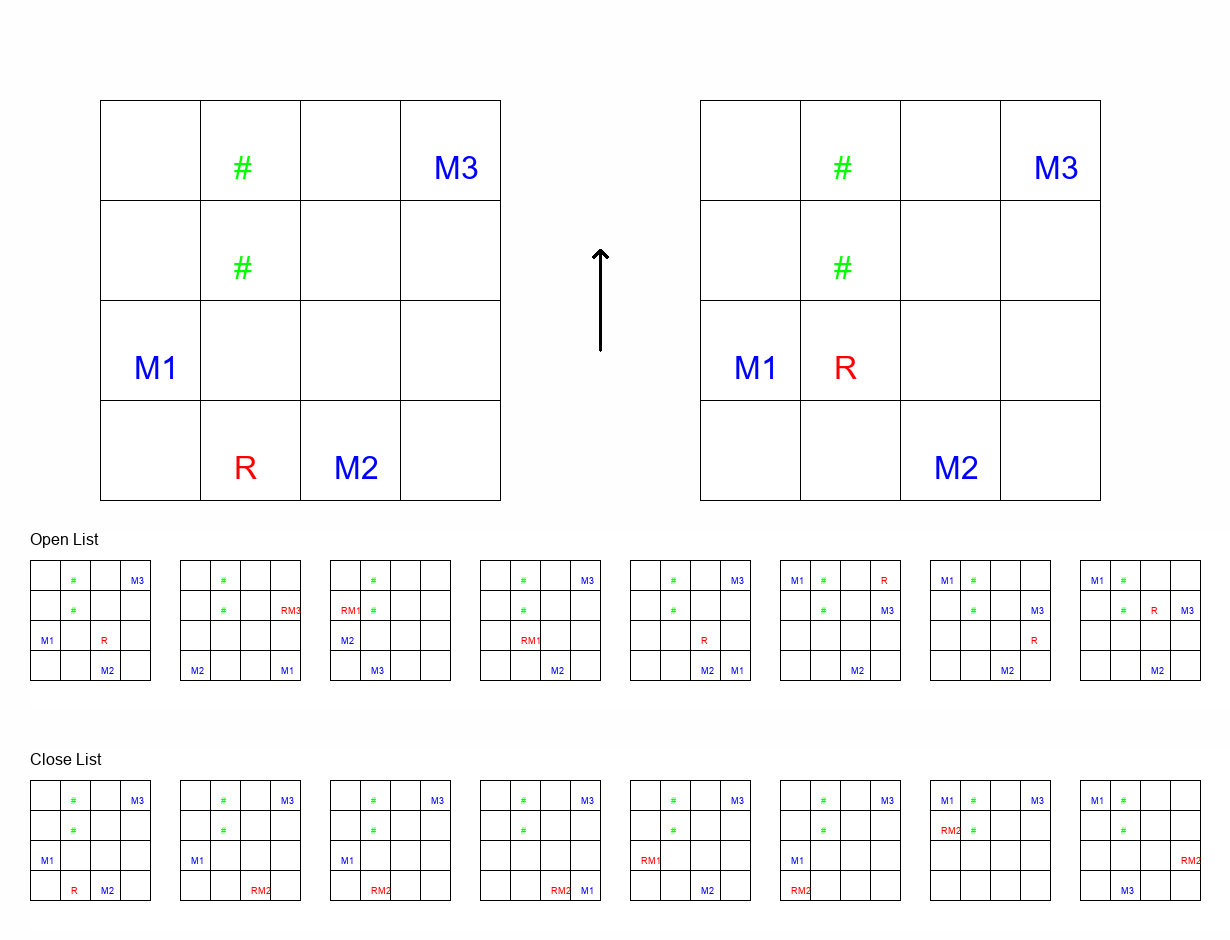 # # M3
# #
M3 M3
M1 M1 R
R M2 M2
Open List
# M3 # # # M3 # M3 M1 # R M1 # M1 #
# # RM3 RM1 # # # # M3 # M3 # R M3
M1 R M2 RM1 R R
M2 M2 M1 M3 M2 M2 M1 M2 M2 M2
Close List
# M3 # M3 # M3 # M3 # M3 # M3 M1 # M3 M1 #
# # # # # # RM2 # #
M1 M1 M1 RM1 M1 RM2
R M2 RM2 RM2 RM2 M1 M2 RM2 M3